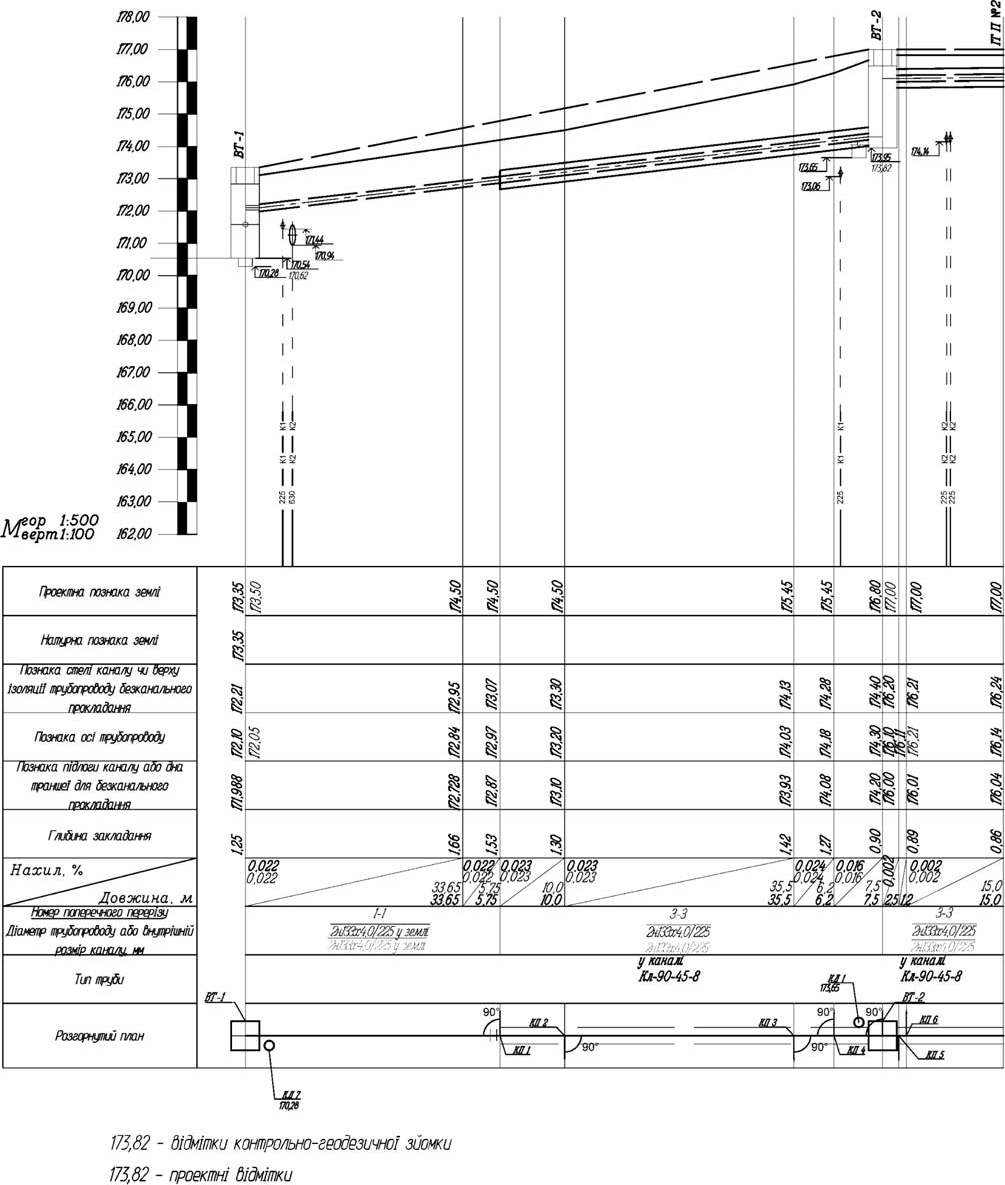 178,00
177,00
176,00
175,00
174,00
173,00
172,00
171,00
170,00
169,00
168,00
167,00
166,00
165,00
164,00
163,00
162,00
Мгор 1:500
верт 1:100
ВТ-1
ВТ-2
ІТП №2
171,44
170,94
170,54
170,62
170,28
173,65
173,06
173,95
173,82
174,14
К1 К2 К1 К2 К2
К1 К2 К1 К2 К2
225 630 225 225 225
Проектна познака землі
173,35 173,50 174,50 174,50 174,50 175,45 175,45 176,80 177,00 177,00 177,00
Натурна познака землі
173,35
Познака стелі каналу чи верху
ізоляції трубопроводу безканального
прокладання
172,21 172,95 173,07 173,30 174,13 174,28 174,40 176,20 176,21 176,24
Познака осі трубопроводу
172,10 172,05 172,84 172,97 173,20 174,03 174,18 174,30 176,10 176,11 176,21 176,14
Познака підлоги каналу або дна
траншеї для безканального
прокладання
171,988 172,728 172,87 173,10 173,93 174,08 174,20 176,00 176,01 176,04
Глибина закладання
1,25 1,66 1,53 1,30 1,42 1,27 0,90 0,89 0,86
Нахил, %
0,022 0,022 0,023 0,023 0,024 0,016 0,002 0,002
0,022 0,022 0,023 0,023 0,024 0,016 0,002
Довжина, м
33,65 5,75 10,0 35,5 6,2 7,5 15,0
33,65 5,75 10,0 35,5 6,2 7,5 2,5 1,2 15,0
Номер поперечного перерізу
Діаметр трубопроводу або внутрішній
розмір каналу, мм
1-1
2п133х4,0/225 у землі
2п133х4,0/225 у землі
3-3
2п133х4,0/225
2п133х4,0/225
3-3
2п133х4,0/225
2п133х4,0/225
Тип труби
у каналі
Кл-90-45-8
у каналі
Кл-90-45-8
Розгорнутий план
ВТ-1
КД 1
173,65
ВТ-2
90° КП 2 КП 3 90° 90° КП 6
КП 1 90° 90° КП 4 КП 5
170,28
173,82 - відмітки контрольно-геодезичної зйомки
173,82 - проектні відмітки